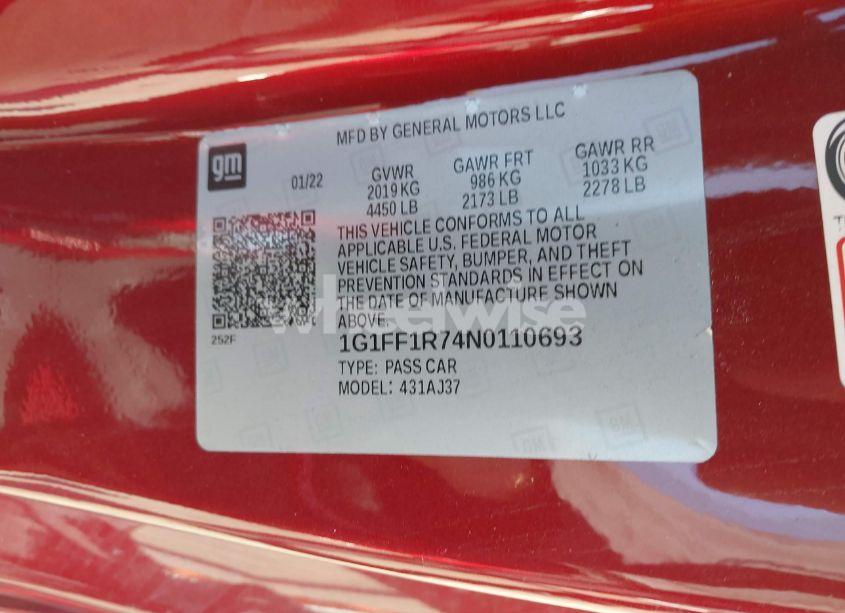 MFD BY GENERAL MOTORS LLC
gm
01/22
GVWR
2019 KG
4450 LB
GAWR FRT
986 KG
2173 LB
GAWR RR
1033 KG
2278 LB
THIS VEHICLE CONFORMS TO ALL
APPLICABLE U.S. FEDERAL MOTOR
VEHICLE SAFETY, BUMPER, AND THEFT
PREVENTION STANDARDS IN EFFECT ON
THE DATE OF MANUFACTURE SHOWN
ABOVE.
wheelwise
252F
1G1FF1R74N0110693
TYPE: PASS CAR
MODEL: 431AJ37